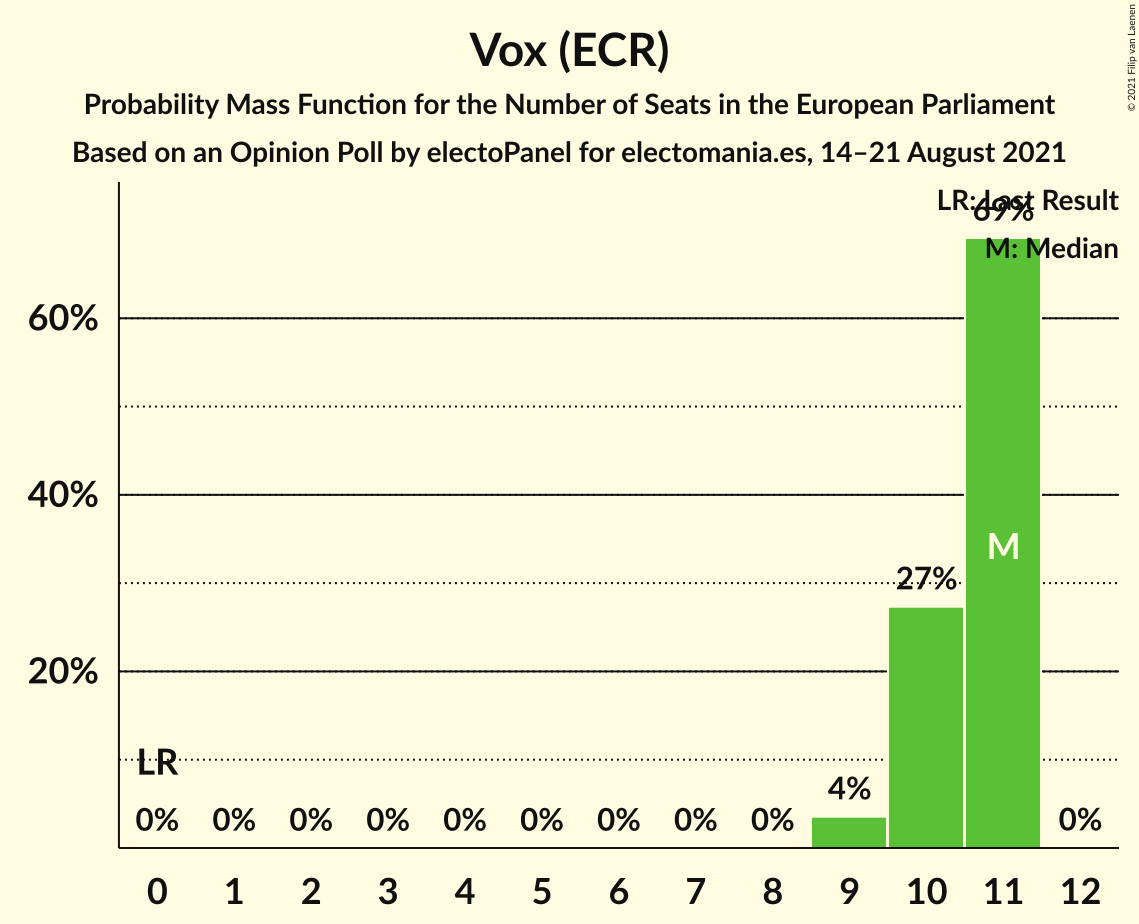 Vox (ECR)
Probability Mass Function for the Number of Seats in the European Parliament
Based on an Opinion Poll by electoPanel for electomania.es, 14–21 August 2021
© 2021 Filip van Laenen
LR: Last Result
69%
M: Median
60%
40%
M
27%
20%
LR
4%
0% 0% 0% 0% 0% 0% 0% 0% 0% 0%
0 1 2 3 4 5 6 7 8 9 10 11 12